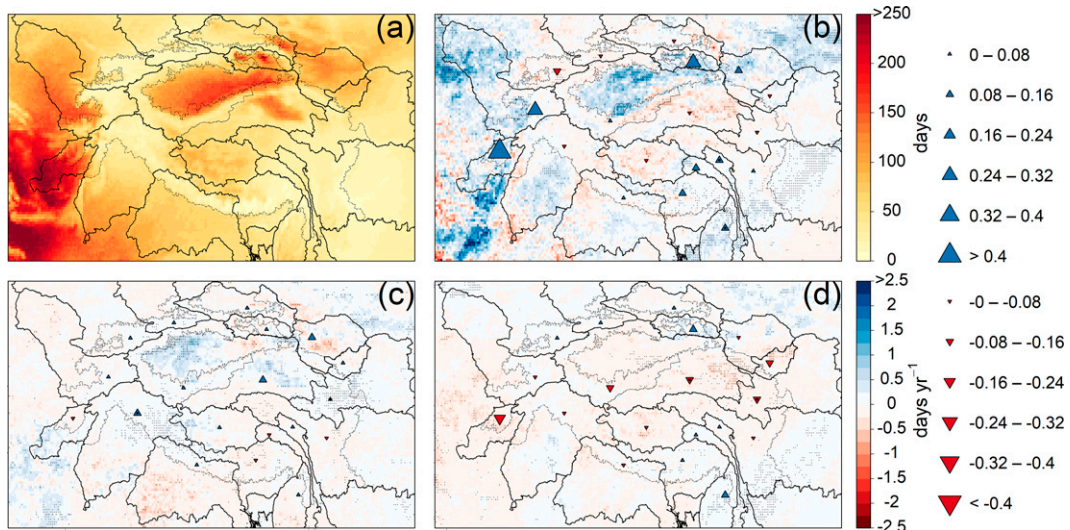 (a)
(b)
(c)
(d)
>250
200
150
100
50
0
days
>2.5
2
1.5
1
0.5
0
-0.5
-1
-1.5
-2
-2.5
days yr⁻¹
0 – 0.08
0.08 – 0.16
0.16 – 0.24
0.24 – 0.32
0.32 – 0.4
> 0.4
-0 – -0.08
-0.08 – -0.16
-0.16 – -0.24
-0.24 – -0.32
-0.32 – -0.4
< -0.4